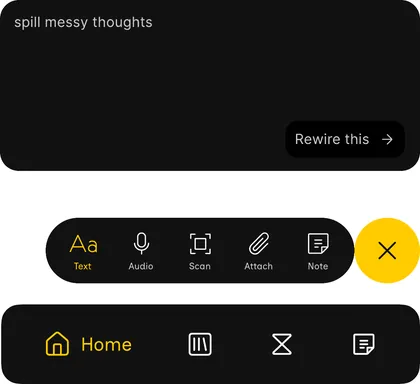 spill messy thoughts
Rewire this
Aa
Text
Audio
Scan
Attach
Note
Home